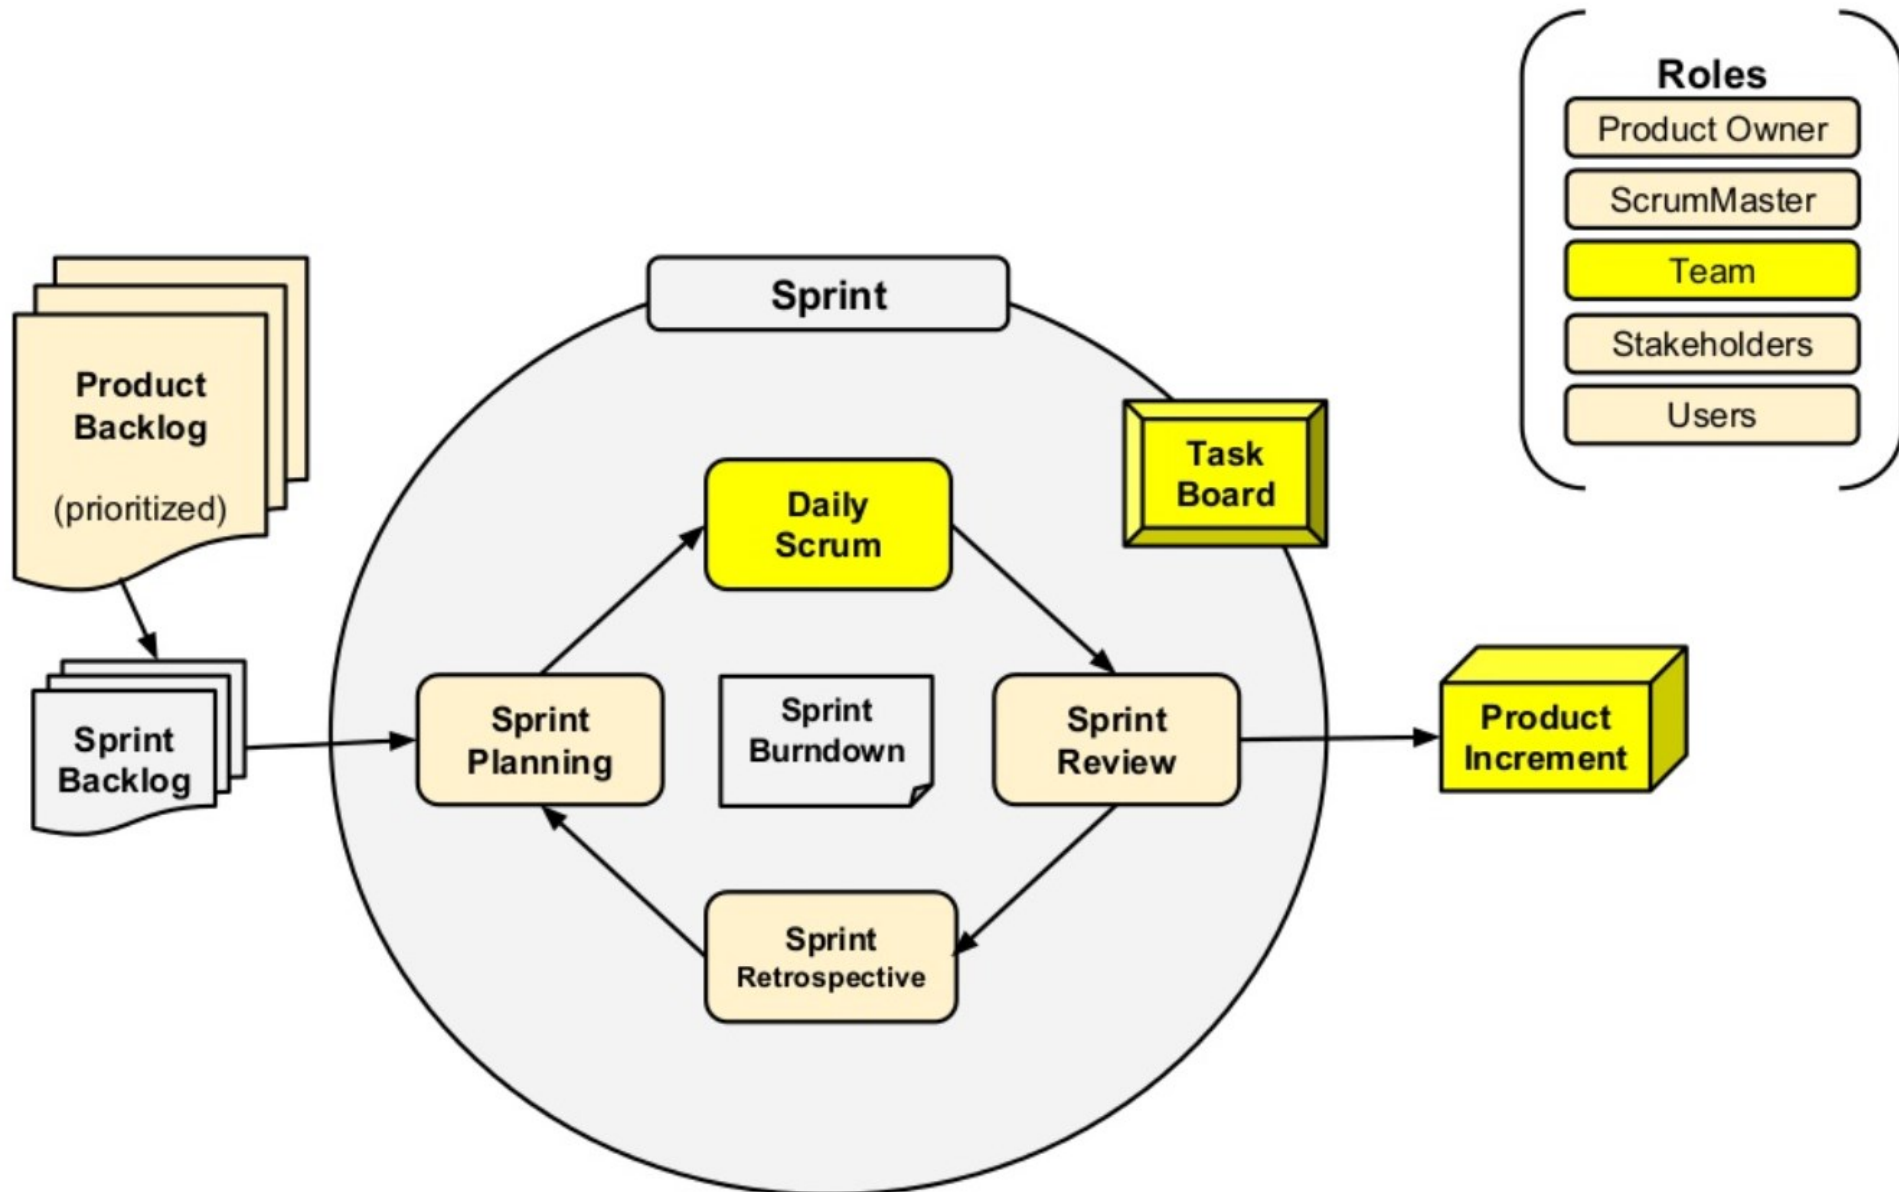 Roles
Product Owner
ScrumMaster
Team
Stakeholders
Users
Sprint
Product
Backlog
(prioritized)
Task
Board
Daily
Scrum
Sprint
Backlog
Sprint
Planning
Sprint
Burndown
Sprint
Review
Product
Increment
Sprint
Retrospective